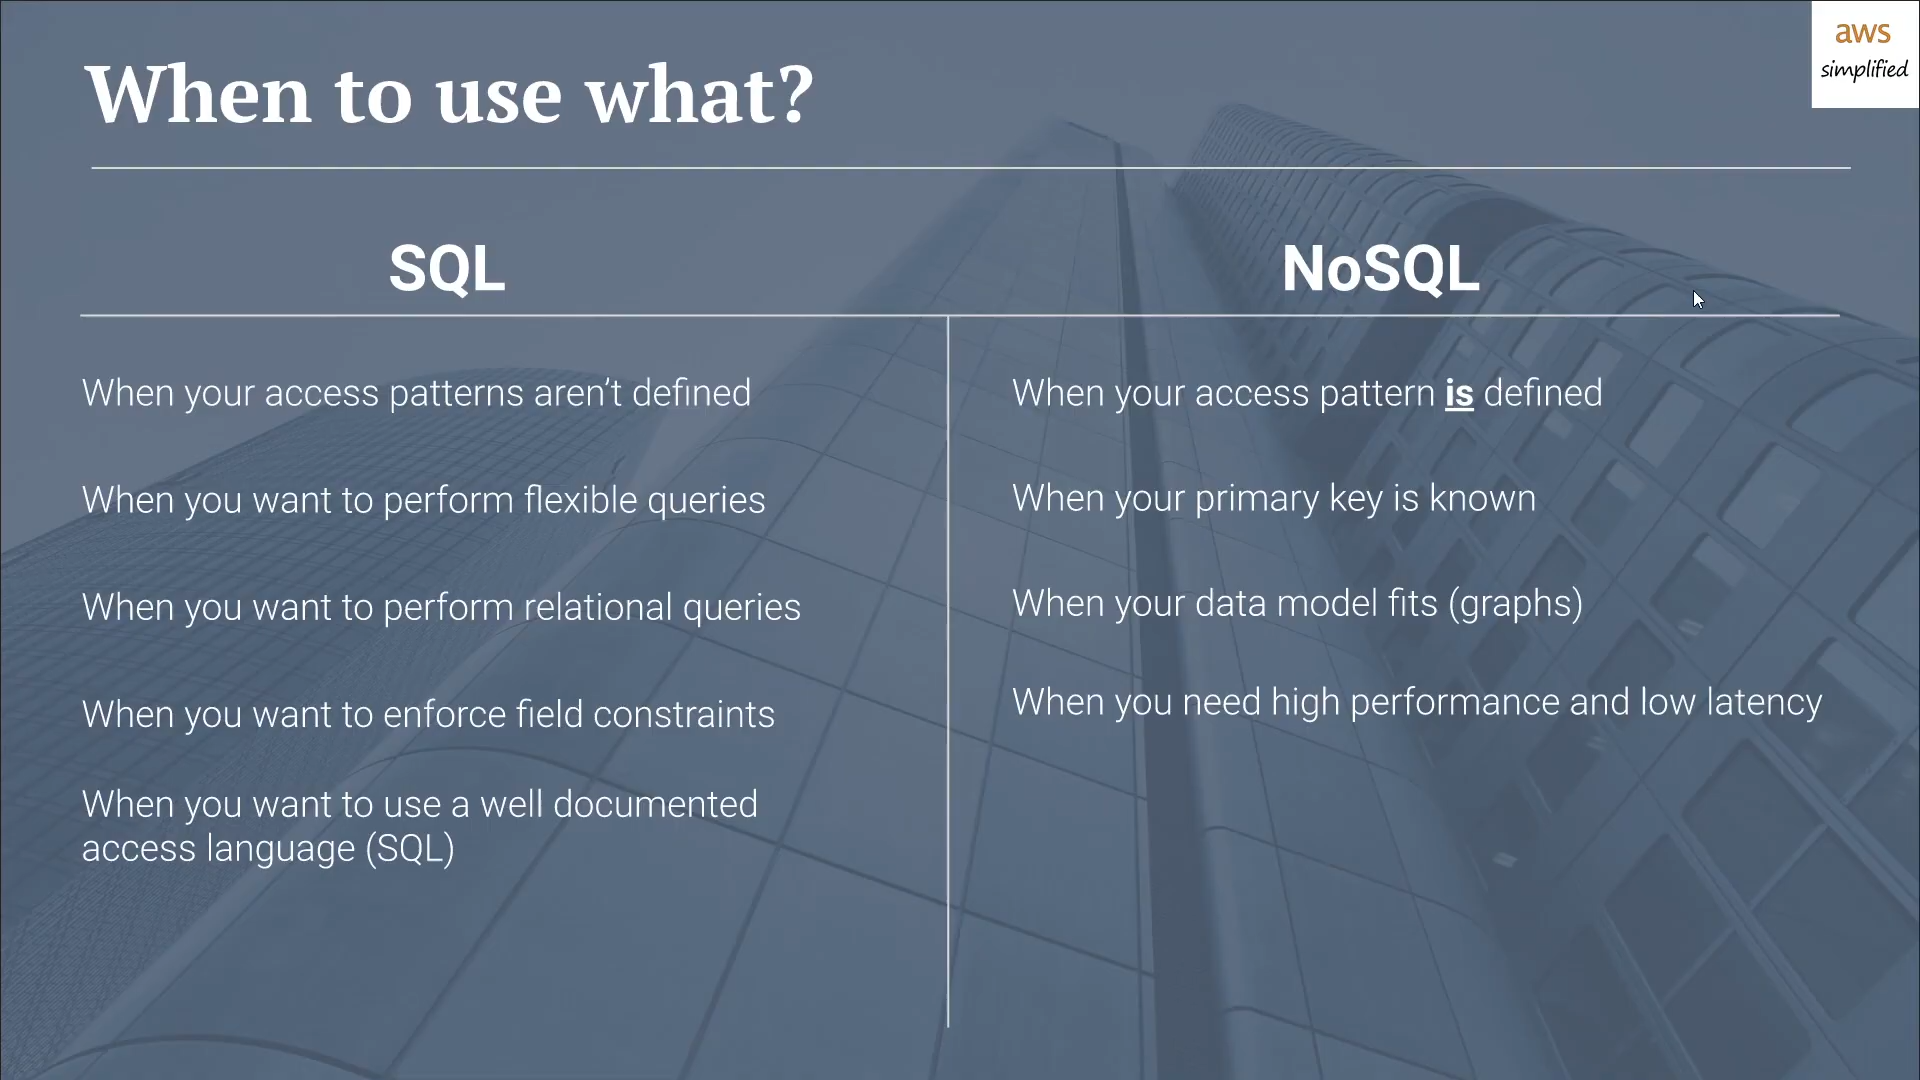 When to use what?
aws
simplified
SQL
NoSQL
When your access patterns aren’t defined
When you want to perform flexible queries
When you want to perform relational queries
When you want to enforce field constraints
When you want to use a well documented
access language (SQL)
When your access pattern is defined
When your primary key is known
When your data model fits (graphs)
When you need high performance and low latency